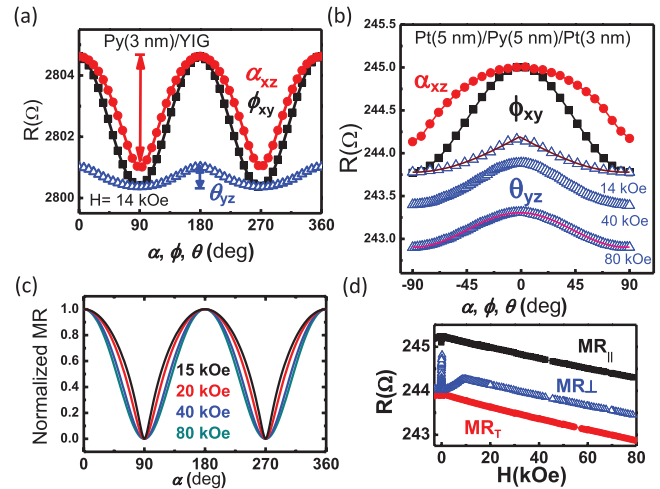 (a)
Py(3 nm)/YIG
R(Ω)
2804
2802
2800
α_xz
ϕ_xy
θ_yz
H= 14 kOe
0 90 180 270 360
α, ϕ, θ (deg)
(b)
Pt(5 nm)/Py(5 nm)/Pt(3 nm)
R(Ω)
245.0
244.5
244.0
243.5
243.0
α_xz
ϕ_xy
θ_yz
14 kOe
40 kOe
80 kOe
-90 -45 0 45 90
α, ϕ, θ (deg)
(c)
Normalized MR
1.0
0.8
0.6
0.4
0.2
0.0
15 kOe
20 kOe
40 kOe
80 kOe
0 90 180 270 360
α (deg)
(d)
R(Ω)
245
244
243
MR_||
MR⊥
MR_T
0 20 40 60 80
H(kOe)